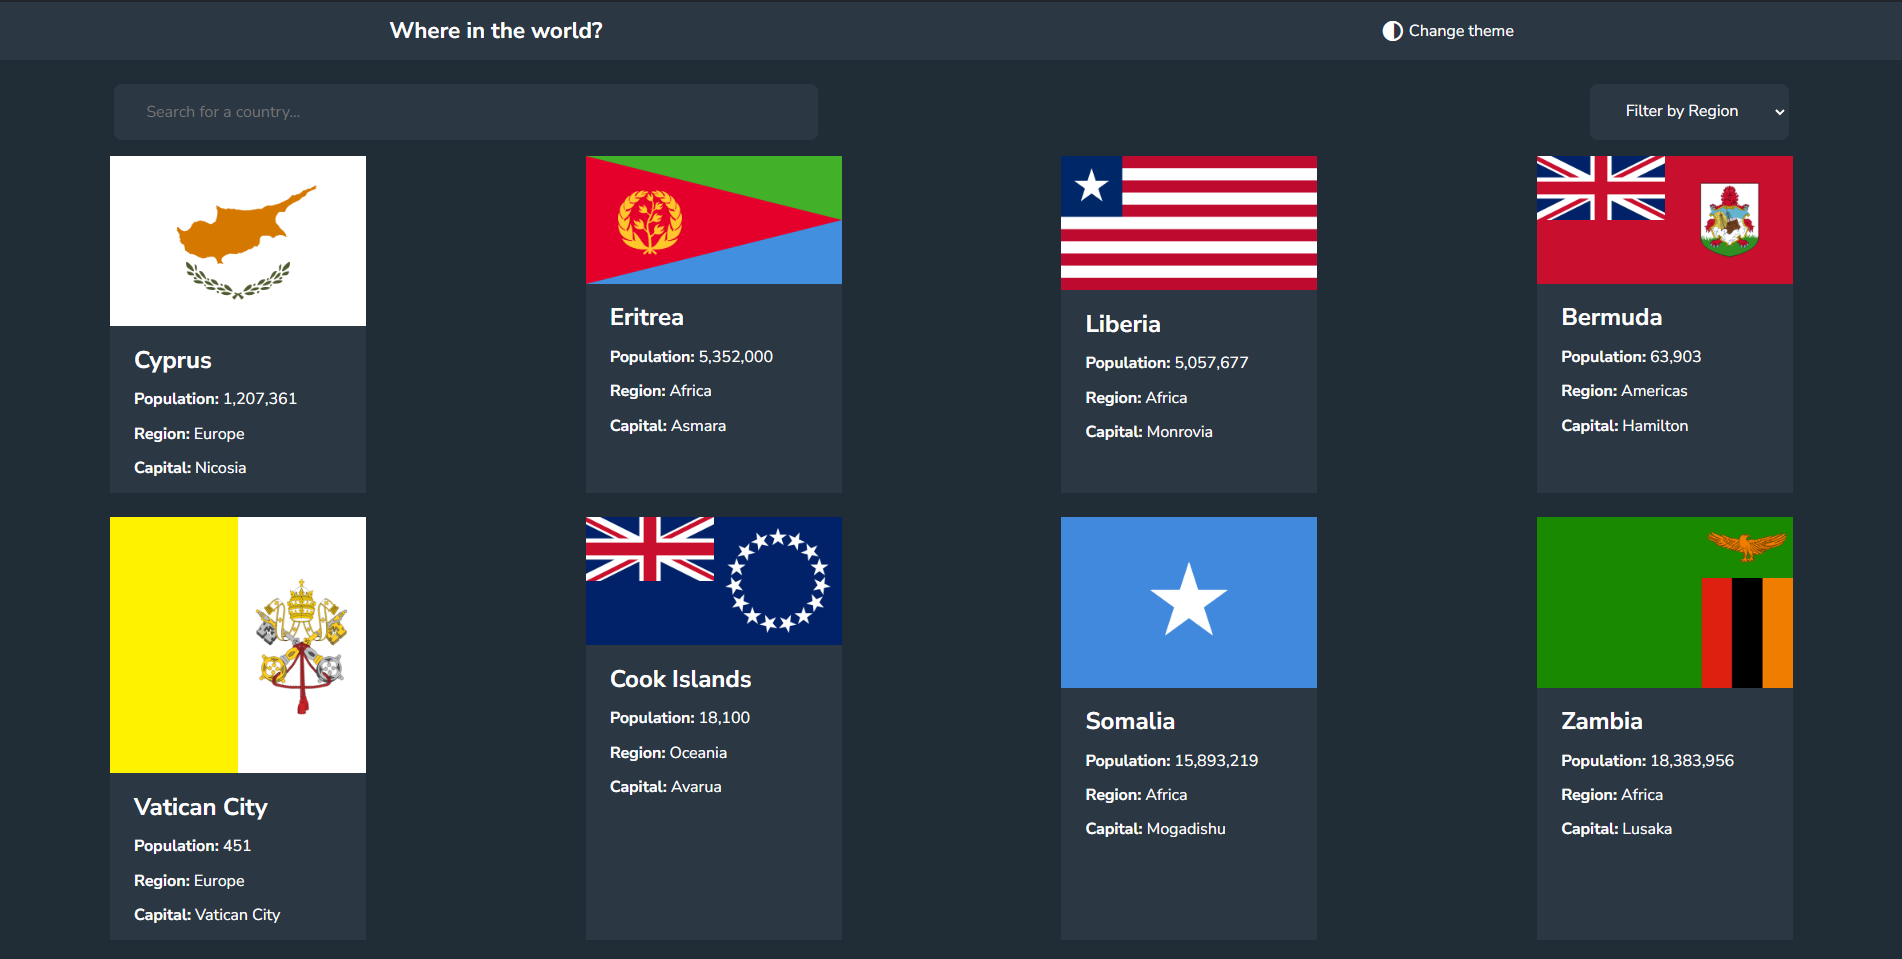 Where in the world?
Change theme
Search for a country...
Filter by Region
Cyprus
Population: 1,207,361
Region: Europe
Capital: Nicosia
Eritrea
Population: 5,352,000
Region: Africa
Capital: Asmara
Liberia
Population: 5,057,677
Region: Africa
Capital: Monrovia
Bermuda
Population: 63,903
Region: Americas
Capital: Hamilton
Vatican City
Population: 451
Region: Europe
Capital: Vatican City
Cook Islands
Population: 18,100
Region: Oceania
Capital: Avarua
Somalia
Population: 15,893,219
Region: Africa
Capital: Mogadishu
Zambia
Population: 18,383,956
Region: Africa
Capital: Lusaka